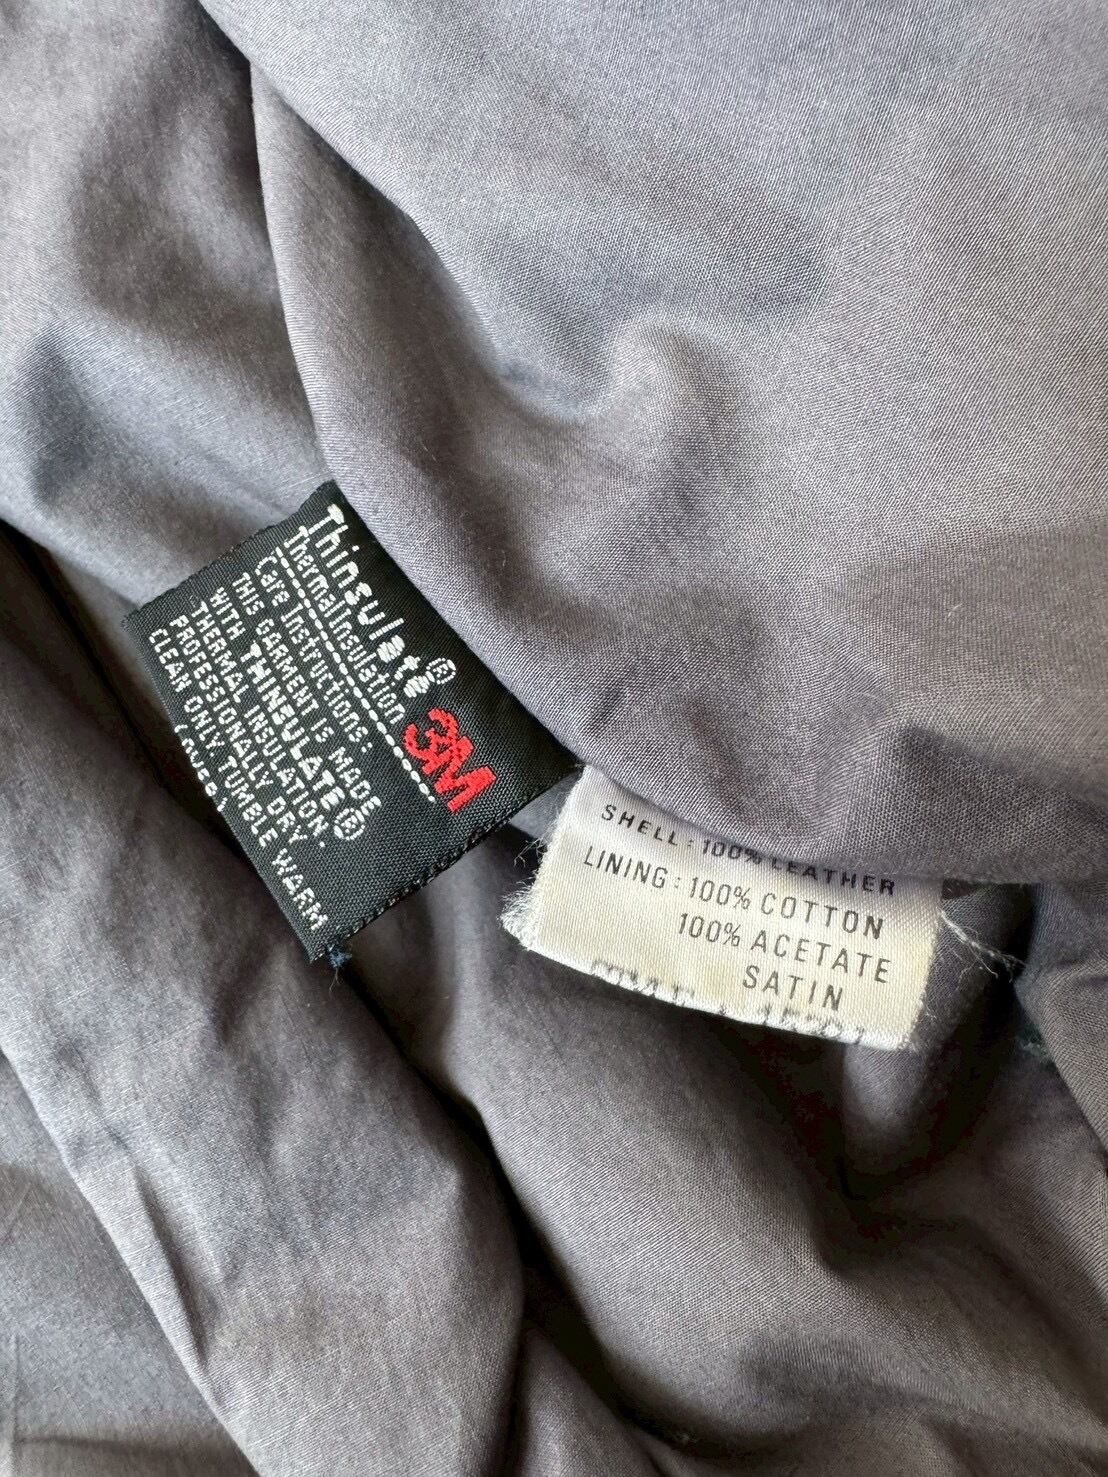 Thinsulate®
Thermal Insulation
3M
Care Instructions:
THIS GARMENT IS MADE
WITH THINSULATE®
THERMAL INSULATION.
PROFESSIONALLY DRY
CLEAN ONLY TUMBLE WARM
SHELL : 100% LEATHER
LINING : 100% COTTON
100% ACETATE
SATIN